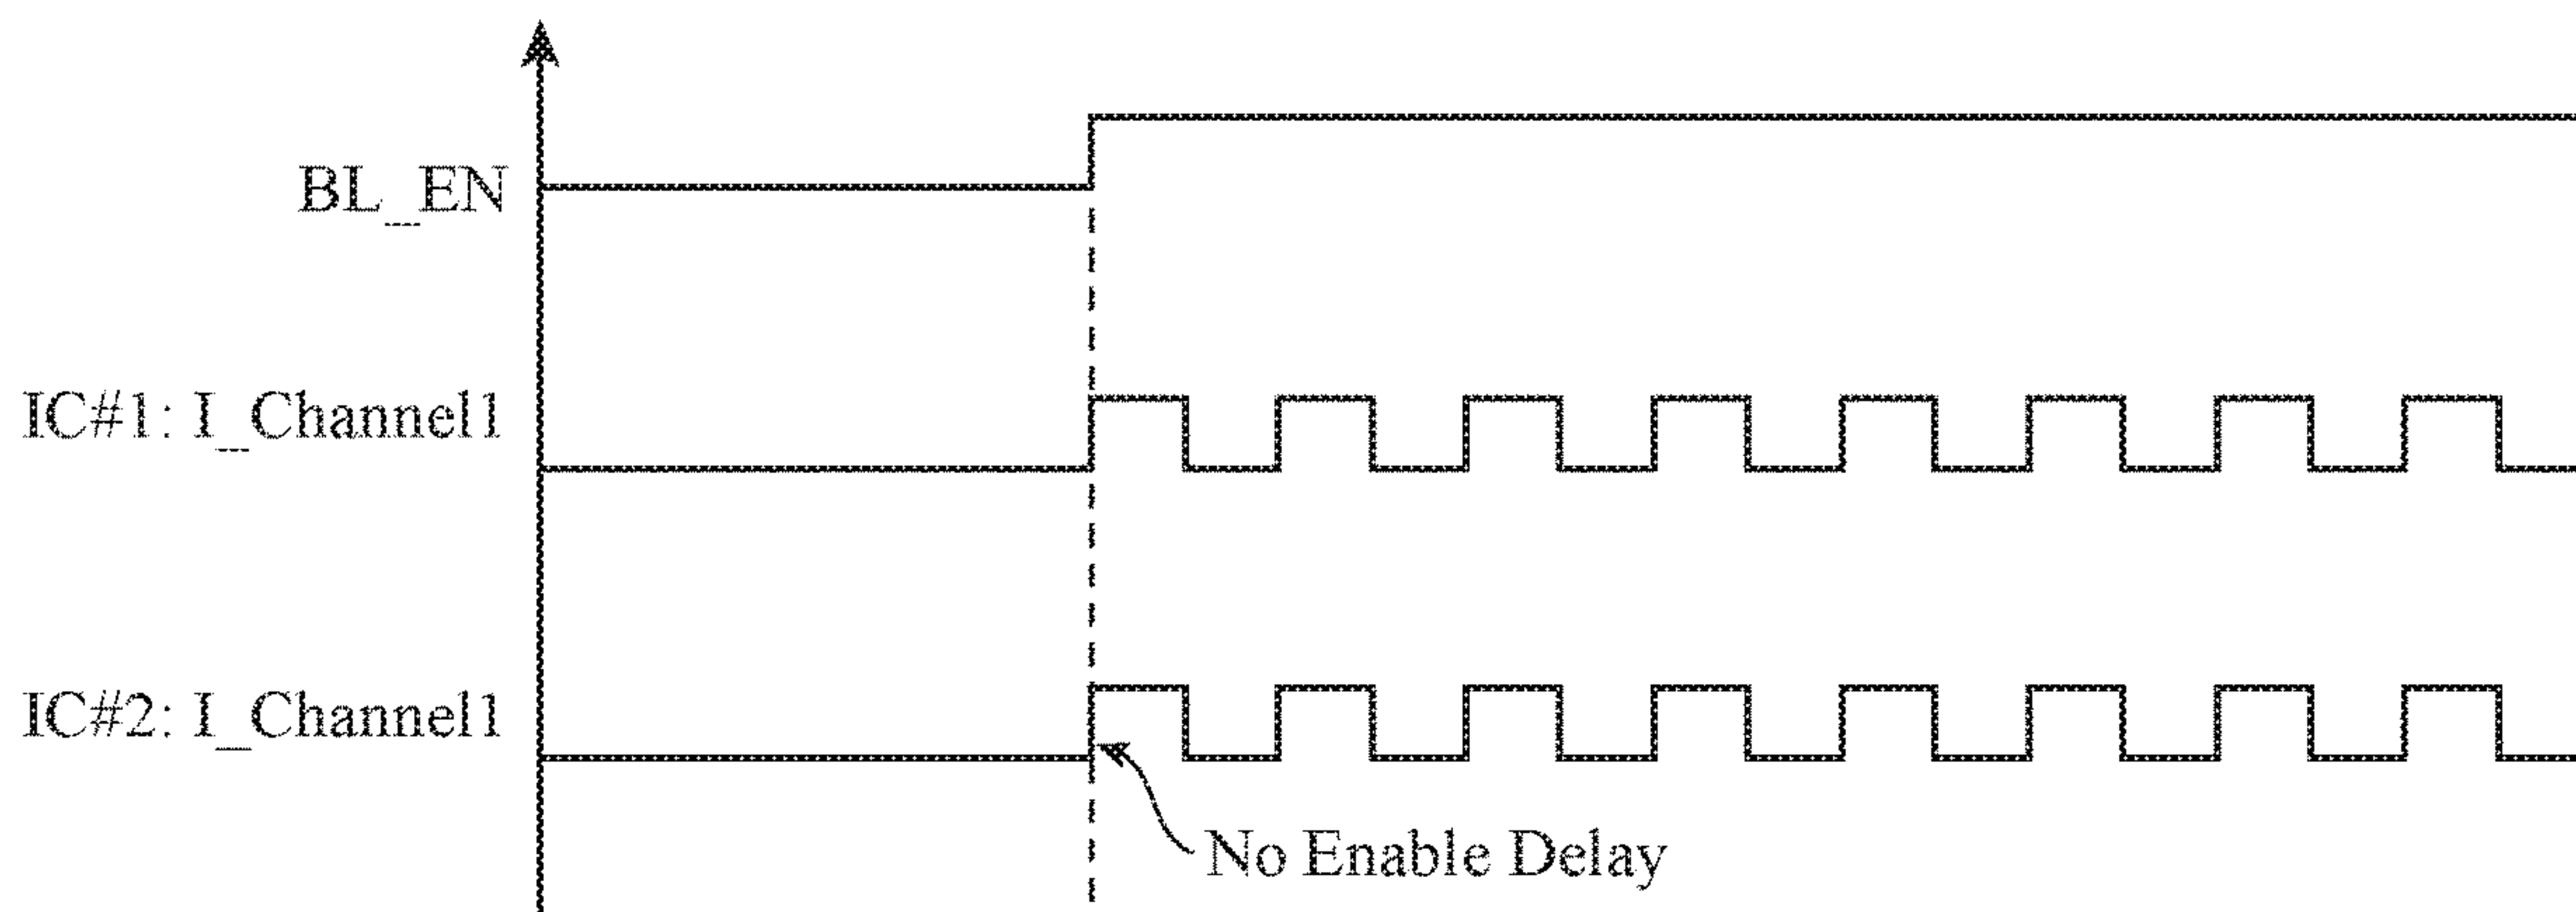 BL_EN
IC#1: I_Channel1
IC#2: I_Channel1
No Enable Delay